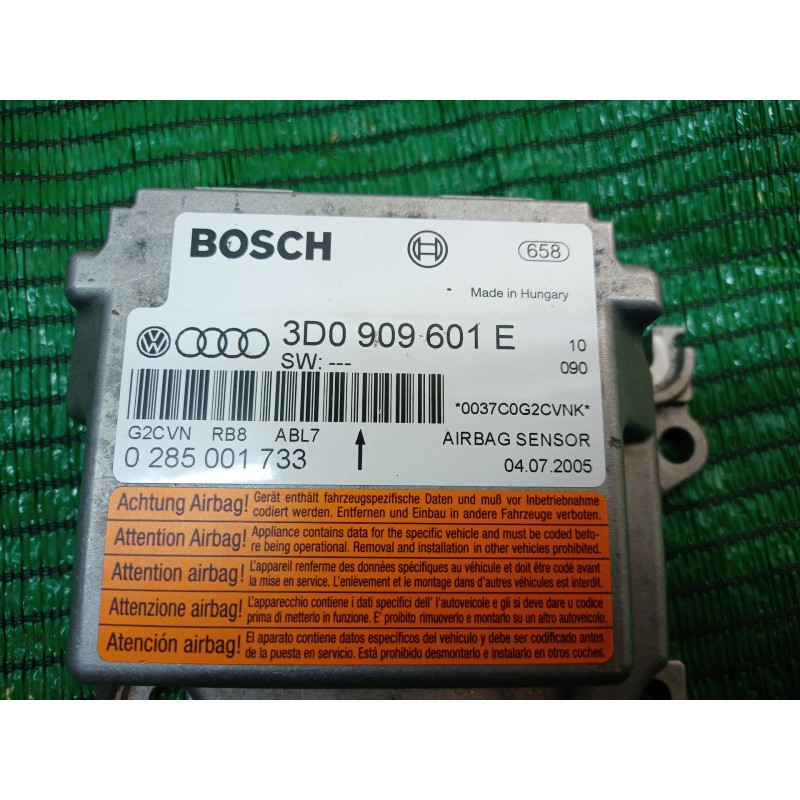 BOSCH
658
Made in Hungary
3D0 909 601 E
10
SW: ---
090
*0037C0G2CVNK*
G2CVN RB8 ABL7
AIRBAG SENSOR
0 285 001 733
04.07.2005
Achtung Airbag! Gerät enthält fahrzeugspezifische Daten und muß vor Inbetriebnahme
codiert werden. Entfernen und Einbau in andere Fahrzeuge verboten.
Attention Airbag! Appliance contains data for the specific vehicle and must be coded befo-
re being operational. Removal and installation in other vehicles prohibited.
Attention airbag! L'appareil renferme des données spécifiques au véhicule et doit être codé avant
la mise en service. L'enlèvement et le montage dans d'autres véhicules est interdit.
Attenzione airbag! L'apparecchio contiene i dati specifici dell' l'autoveicole e gli si deve dare u codice
prima di metterlo in funzione. E' proibito rimuoverlo e montarlo su un altro autoveicolo.
Atención airbag! El aparato contiene datos específicos del vehículo y debe ser codificado antes
de la puesta en servicio. Está prohibido desmontarlo e instalarlo en otros coches.